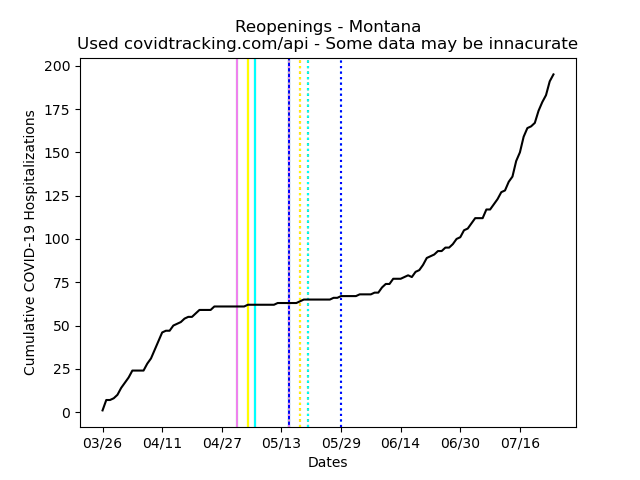 Reopenings - Montana
Used covidtracking.com/api - Some data may be innacurate
Cumulative COVID-19 Hospitalizations
200
175
150
125
100
75
50
25
0
03/26 04/11 04/27 05/13 05/29 06/14 06/30 07/16
Dates